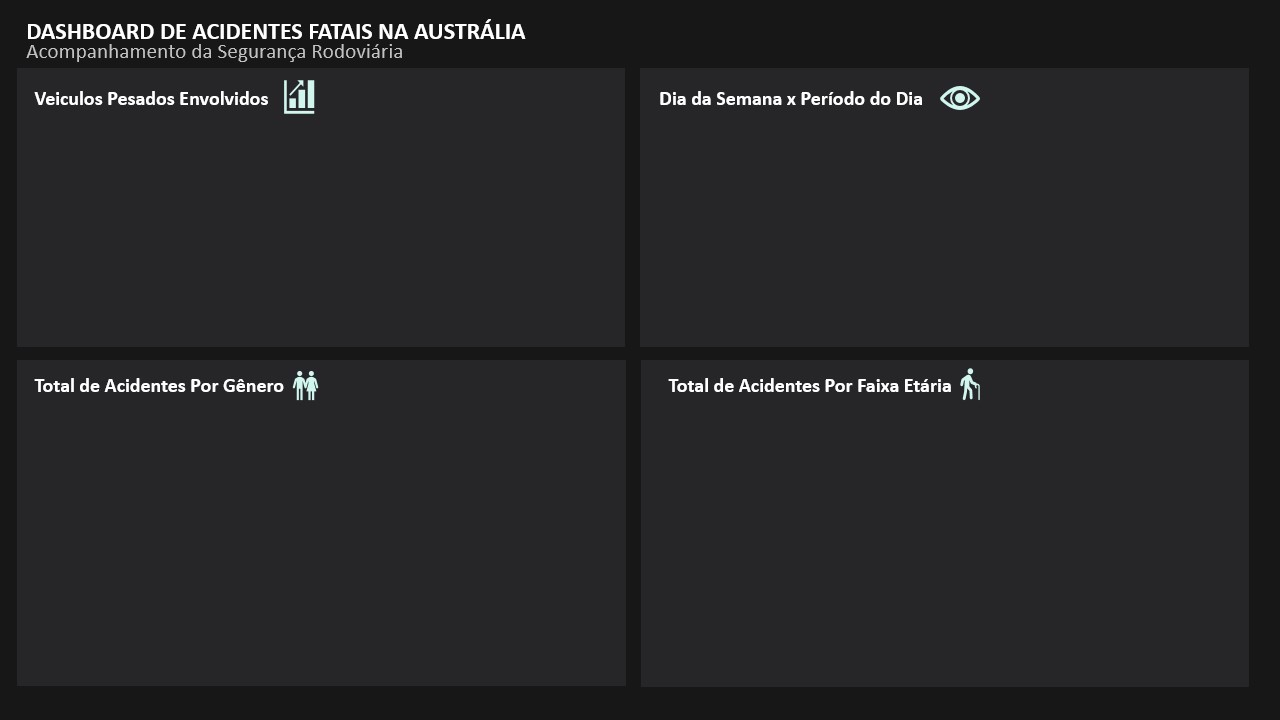 DASHBOARD DE ACIDENTES FATAIS NA AUSTRÁLIA
Acompanhamento da Segurança Rodoviária
Veiculos Pesados Envolvidos
Dia da Semana x Período do Dia
Total de Acidentes Por Gênero
Total de Acidentes Por Faixa Etária